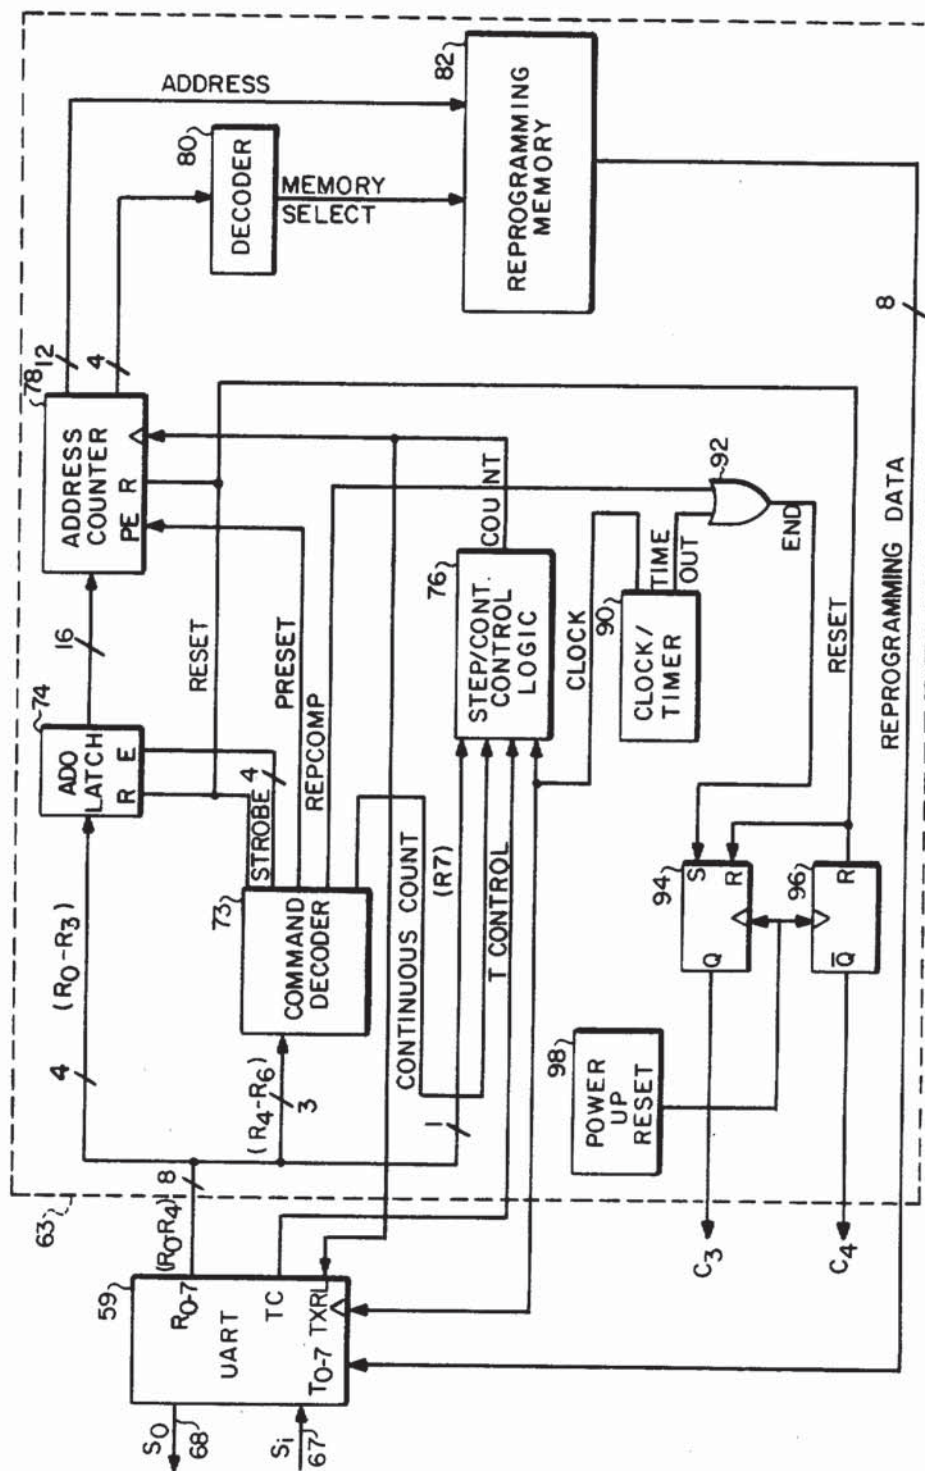 ADDRESS
82
REPROGRAMMING
MEMORY
80
DECODER
MEMORY
SELECT
8
78
12
4
ADDRESS
COUNTER
PE R
16
74
ADO
LATCH
R E
RESET
PRESET
REPCOMP
STROBE
4
73
COMMAND
DECODER
CONTINUOUS COUNT
(R7)
T CONTROL
76
STEP/CONT.
CONTROL
LOGIC
COUNT
CLOCK
90
CLOCK/
TIMER
TIME
OUT
92
END
RESET
REPROGRAMMING DATA
94
S
R
Q
96
R
Q̅
98
POWER
UP
RESET
(R0-R3)
4
(R4-R6)
3
1
8
63
(R0R4)
59
R0-7
TC
TXRL
T0-7
UART
S0
68
Si
67
C3
C4